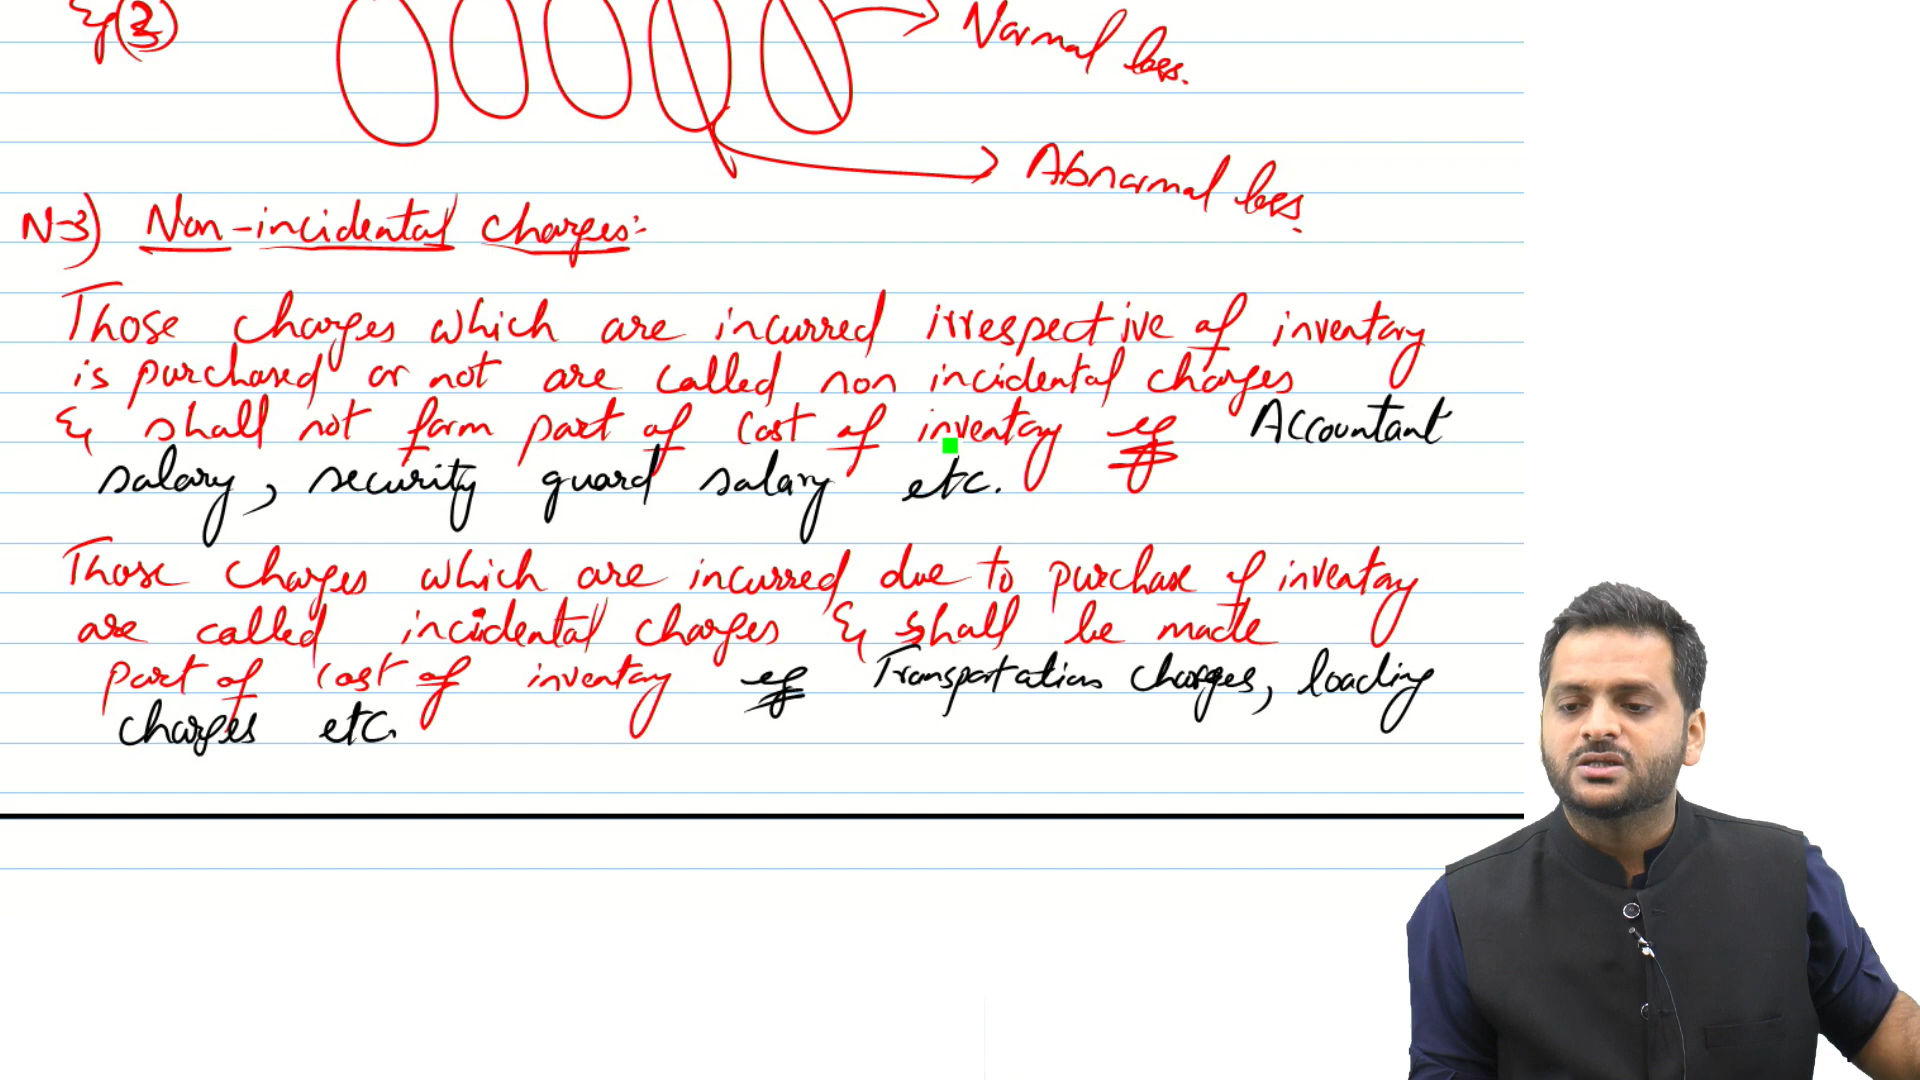 Eg (3)
Normal loss.
Abnormal loss.
N-3) Non-incidental charges:-
Those charges which are incurred irrespective of inventory
is purchased or not are called non incidental charges
& shall not form part of cost of inventory eg Accountant
salary, security guard salary etc.
Those charges which are incurred due to purchase of inventory
are called incidental charges & shall be made
part of cost of inventory eg Transportation charges, loading
charges etc.